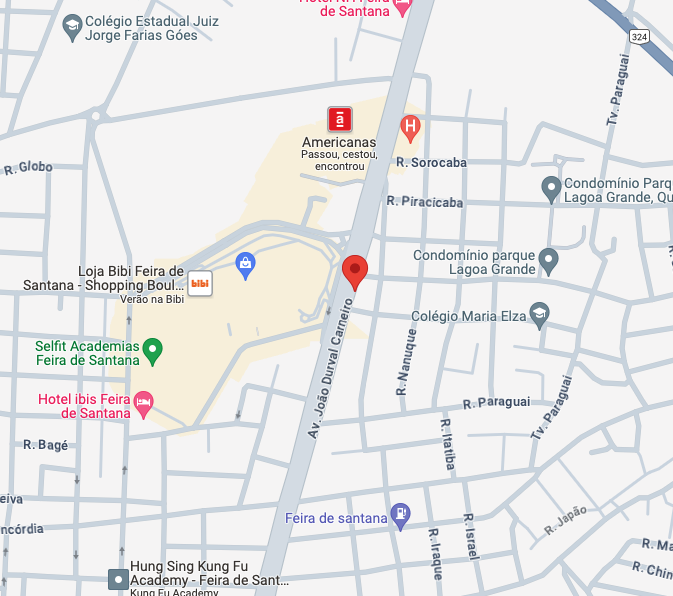 Hotel NH Feira
de Santana
Colégio Estadual Juiz
Jorge Farias Góes
324
Tv. Paraguai
Americanas
Passou, cestou,
encontrou
H
R. Sorocaba
R. Globo
R. Piracicaba
Condomínio Parq
Lagoa Grande, Qu
Condomínio parque
Lagoa Grande
Loja Bibi Feira de
Santana - Shopping Boul...
Verão na Bibi
bibi
Colégio Maria Elza
Av. João Durval Carneiro
R. Nanuque
Selfit Academias
Feira de Santana
Hotel ibis Feira
de Santana
R. Paraguai
Tv. Paraguai
R. Itatiba
R. Bagé
eiva
Feira de santana
R. Japão
ncórdia
R. Iraque
R. Israel
R. Ma
R. Chin
Hung Sing Kung Fu
Academy - Feira de Sant...
Kung Fu Academy